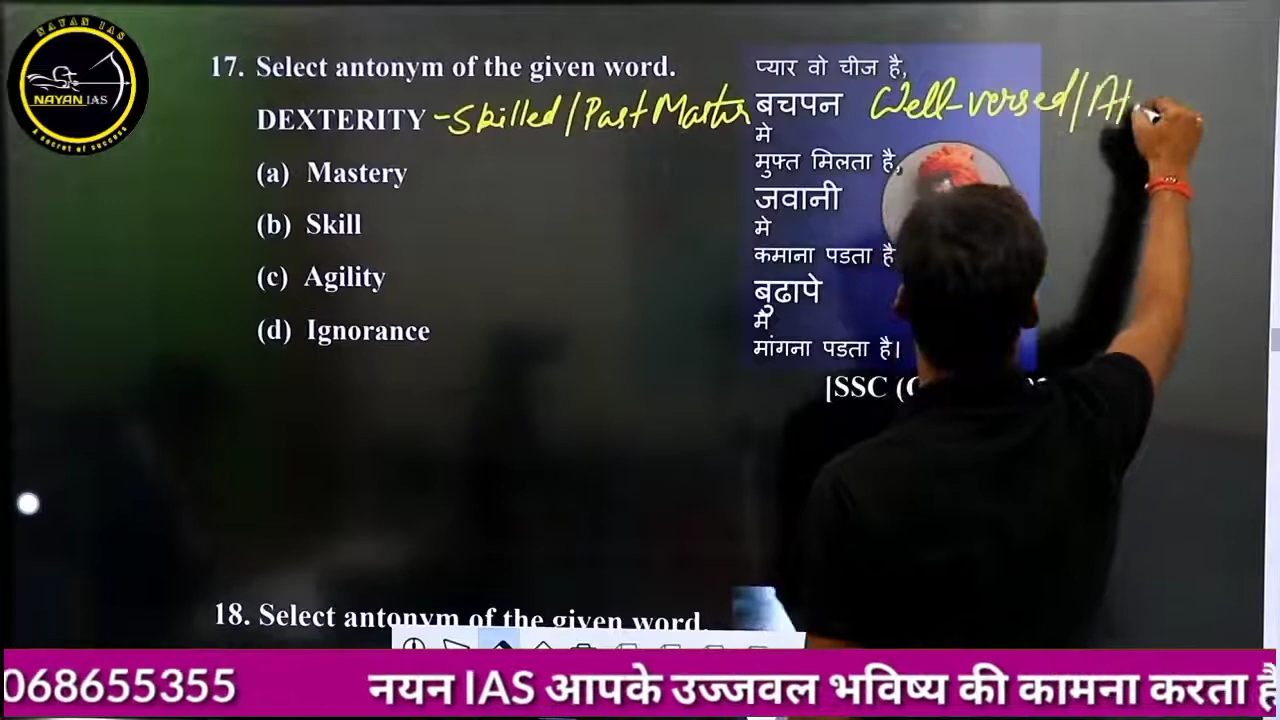 NAYAN IAS
NAYAN IAS
A secret of success
17. Select antonym of the given word.
DEXTERITY - Skilled / Past Master
Well-versed / At
(a) Mastery
(b) Skill
(c) Agility
(d) Ignorance
प्यार वो चीज है,
बचपन
मे
मुफ्त मिलता है,
जवानी
मे
कमाना पडता है
बुढापे
मैं
मांगना पडता है।
[SSC (
18. Select antonym of the given word.
068655355 नयन IAS आपके उज्जवल भविष्य की कामना करता है